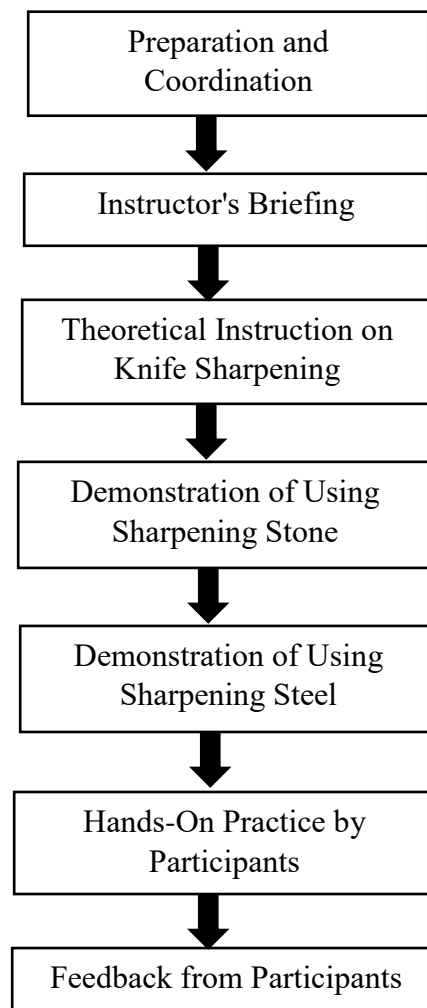 Preparation and
Coordination
Instructor's Briefing
Theoretical Instruction on
Knife Sharpening
Demonstration of Using
Sharpening Stone
Demonstration of Using
Sharpening Steel
Hands-On Practice by
Participants
Feedback from Participants